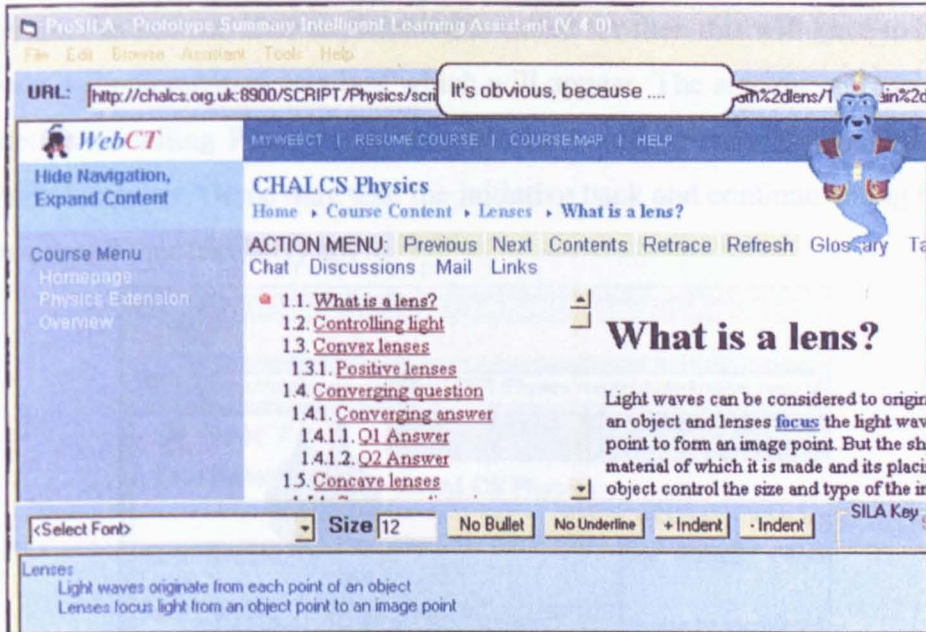 ProSILA - Prototype Summary Intelligent Learning Assistant (V 4.0)
File Edit Browse Assistant Tools Help
URL: http://chalcs.org.uk:8900/SCRIPT/Physics/scri
It's obvious, because ....
WebCT
MYWEBCT | RESUME COURSE | COURSE MAP | HELP
Hide Navigation,
Expand Content
CHALCS Physics
Home › Course Content › Lenses › What is a lens?
Course Menu
Homepage
Physics Extension
Overview
ACTION MENU: Previous Next Contents Retrace Refresh Glossary Ta
Chat Discussions Mail Links
1.1. What is a lens?
1.2. Controlling light
1.3. Convex lenses
1.3.1. Positive lenses
1.4. Converging question
1.4.1. Converging answer
1.4.1.1. Q1 Answer
1.4.1.2. Q2 Answer
1.5. Concave lenses
What is a lens?
Light waves can be considered to origin
an object and lenses focus the light wav
point to form an image point. But the sh
material of which it is made and its placi
object control the size and type of the in
<Select Font> Size 12 No Bullet No Underline + Indent - Indent SILA Key
Lenses
Light waves originate from each point of an object
Lenses focus light from an object point to an image point